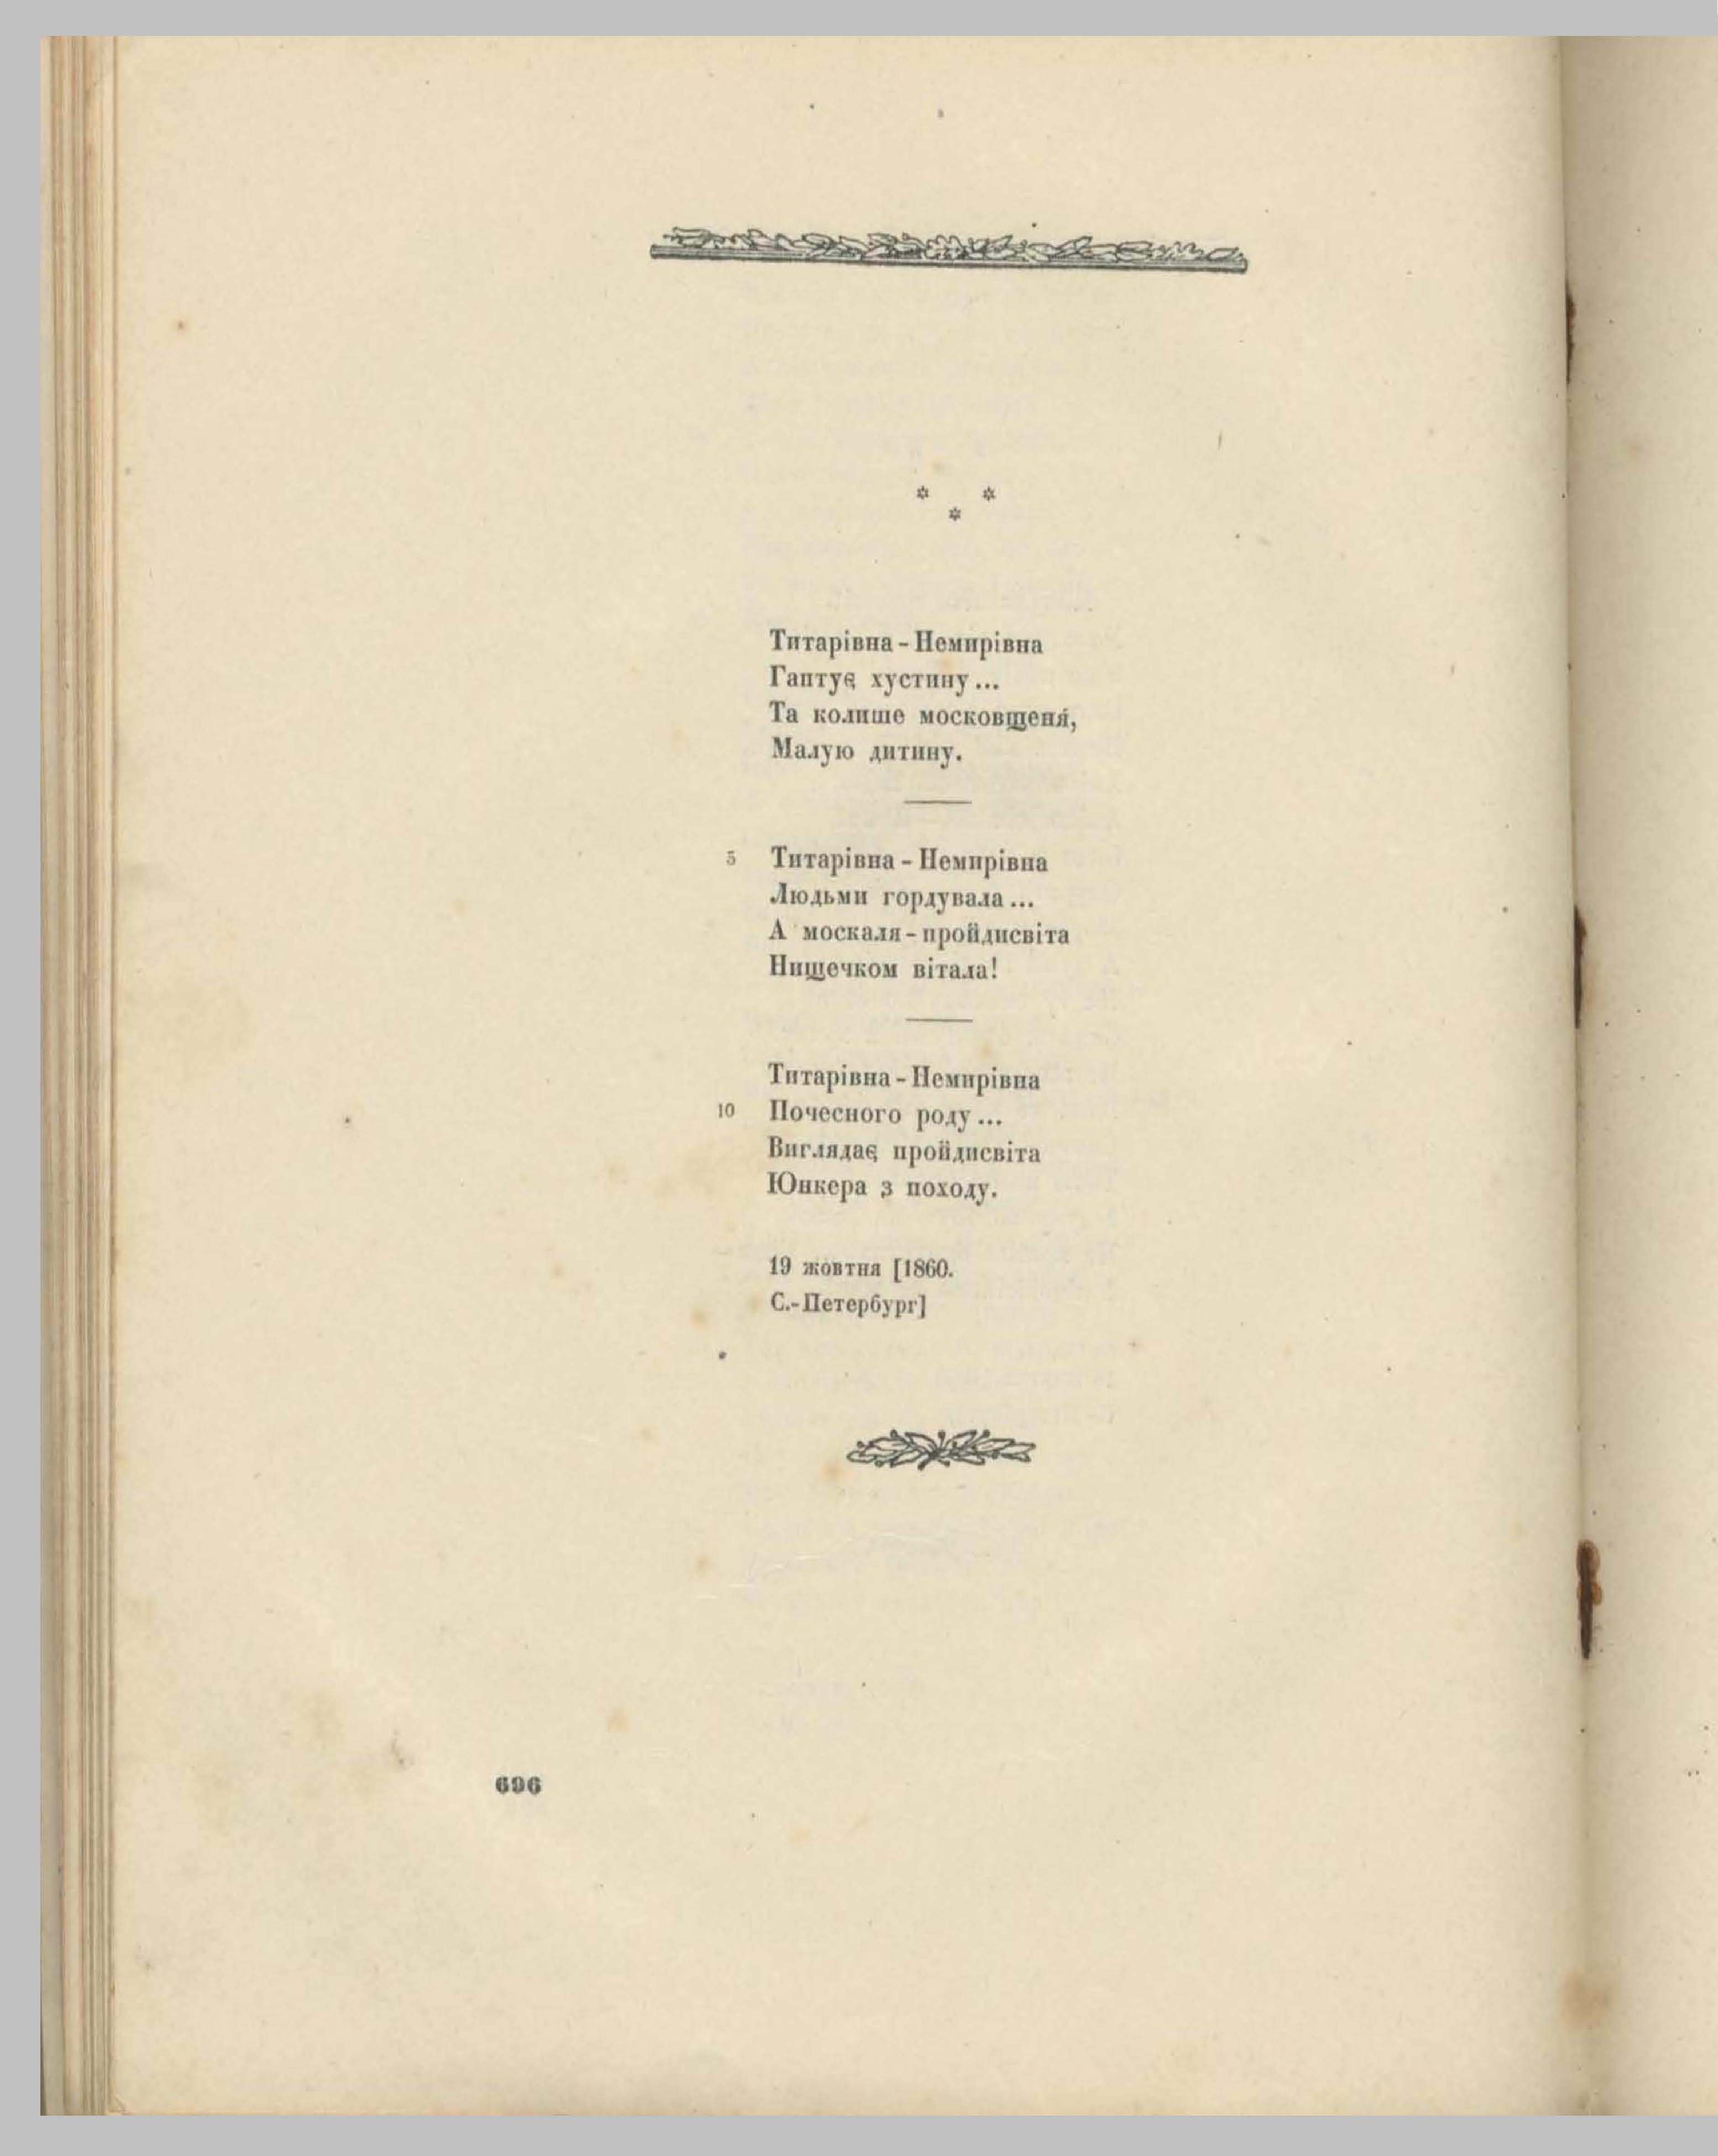 * *
*
Титарівна-Немирівна
Гаптує хустину...
Та колише московщеня́,
Малую дитину.
5 Титарівна-Немирівна
Людьми гордувала...
А москаля-пройдисвіта
Нищечком вітала!
Титарівна-Немирівна
10 Почесного роду...
Виглядає пройдисвіта
Юнкера з походу.
19 жовтня [1860.
С.-Петербург]
696